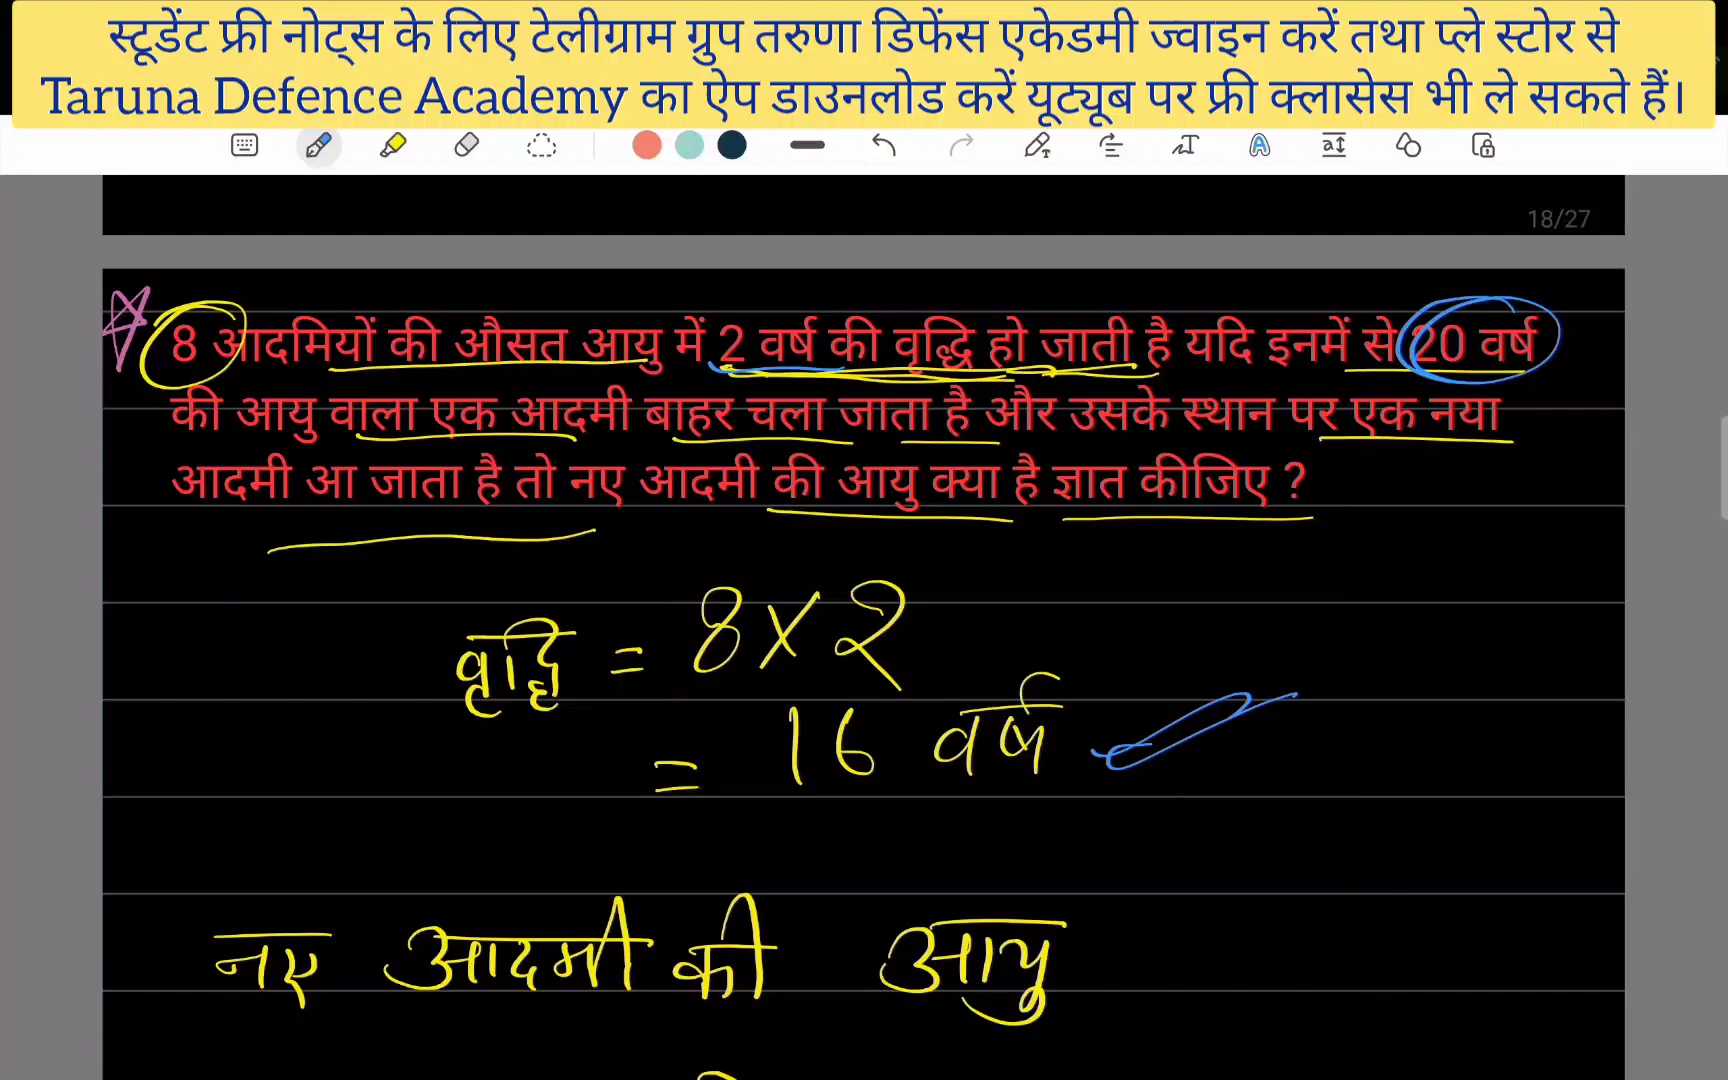 स्टूडेंट फ्री नोट्स के लिए टेलीग्राम ग्रुप तरुणा डिफेंस एकेडमी ज्वाइन करें तथा प्ले स्टोर से
Taruna Defence Academy का ऐप डाउनलोड करें यूट्यूब पर फ्री क्लासेस भी ले सकते हैं।
18/27
8 आदमियों की औसत आयु में 2 वर्ष की वृद्धि हो जाती है यदि इनमें से 20 वर्ष
की आयु वाला एक आदमी बाहर चला जाता है और उसके स्थान पर एक नया
आदमी आ जाता है तो नए आदमी की आयु क्या है ज्ञात कीजिए ?
वृद्धि = 8 × 2
= 16 वर्ष
नए आदमी की आयु